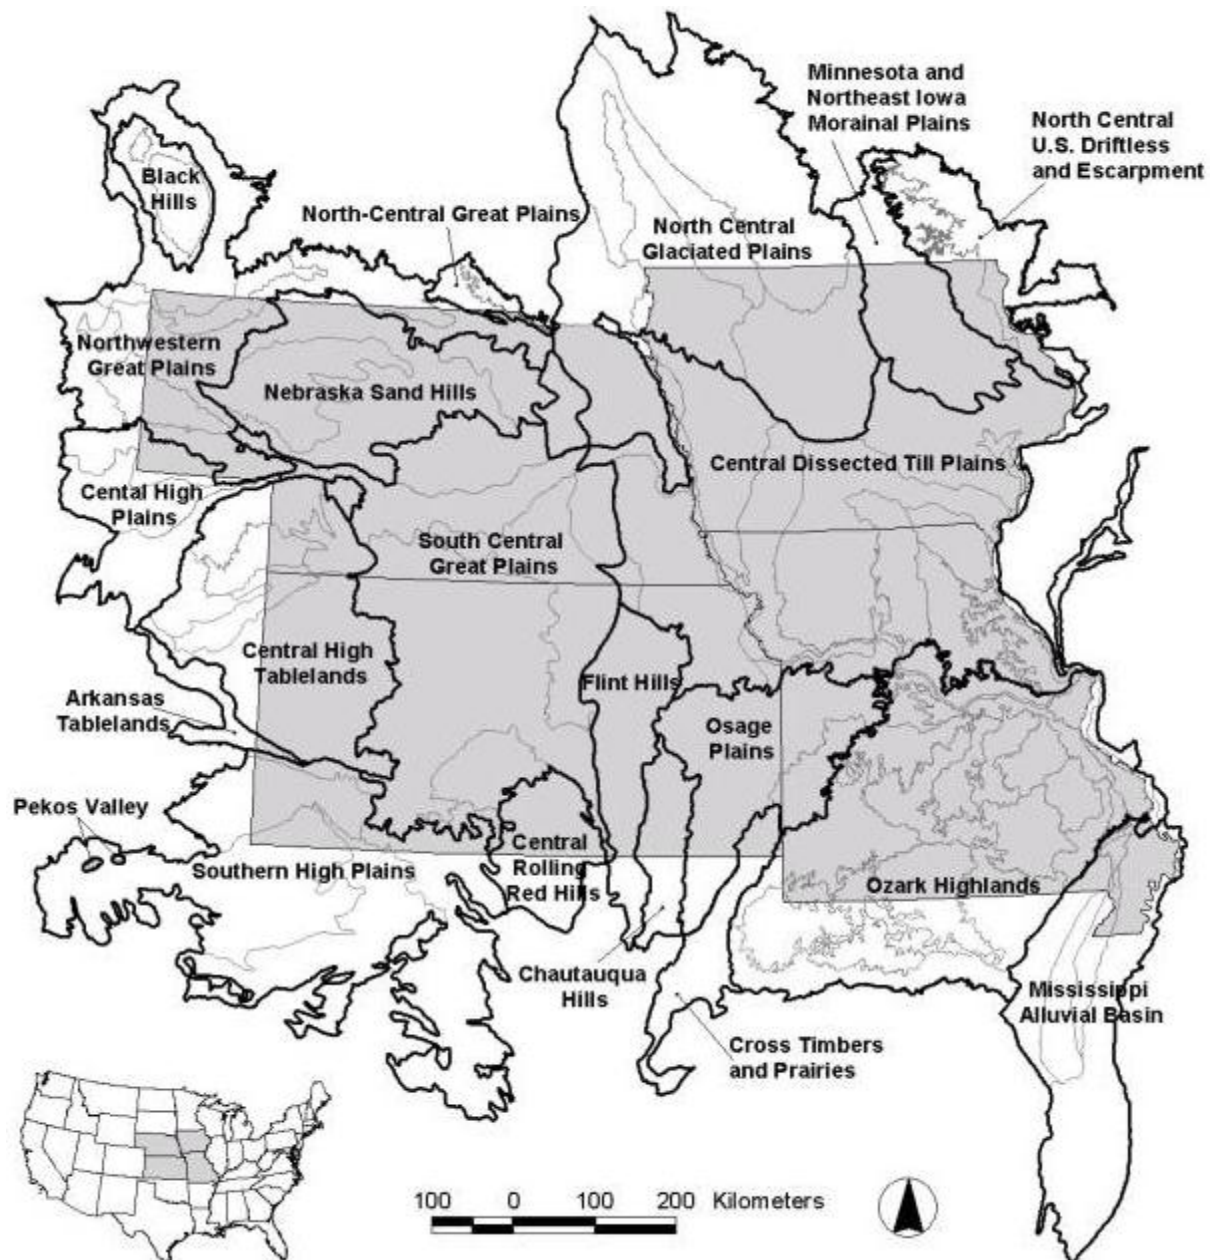 Minnesota and
Northeast Iowa
Morainal Plains
North Central
U.S. Driftless
and Escarpment
Black
Hills
North-Central Great Plains
North Central
Glaciated Plains
Northwestern
Great Plains
Nebraska Sand Hills
Central Dissected Till Plains
Cental High
Plains
South Central
Great Plains
Central High
Tablelands
Flint Hills
Arkansas
Tablelands
Osage
Plains
Pekos Valley
Southern High Plains
Central
Rolling
Red Hills
Ozark Highlands
Chautauqua
Hills
Mississippi
Alluvial Basin
Cross Timbers
and Prairies
100 0 100 200 Kilometers